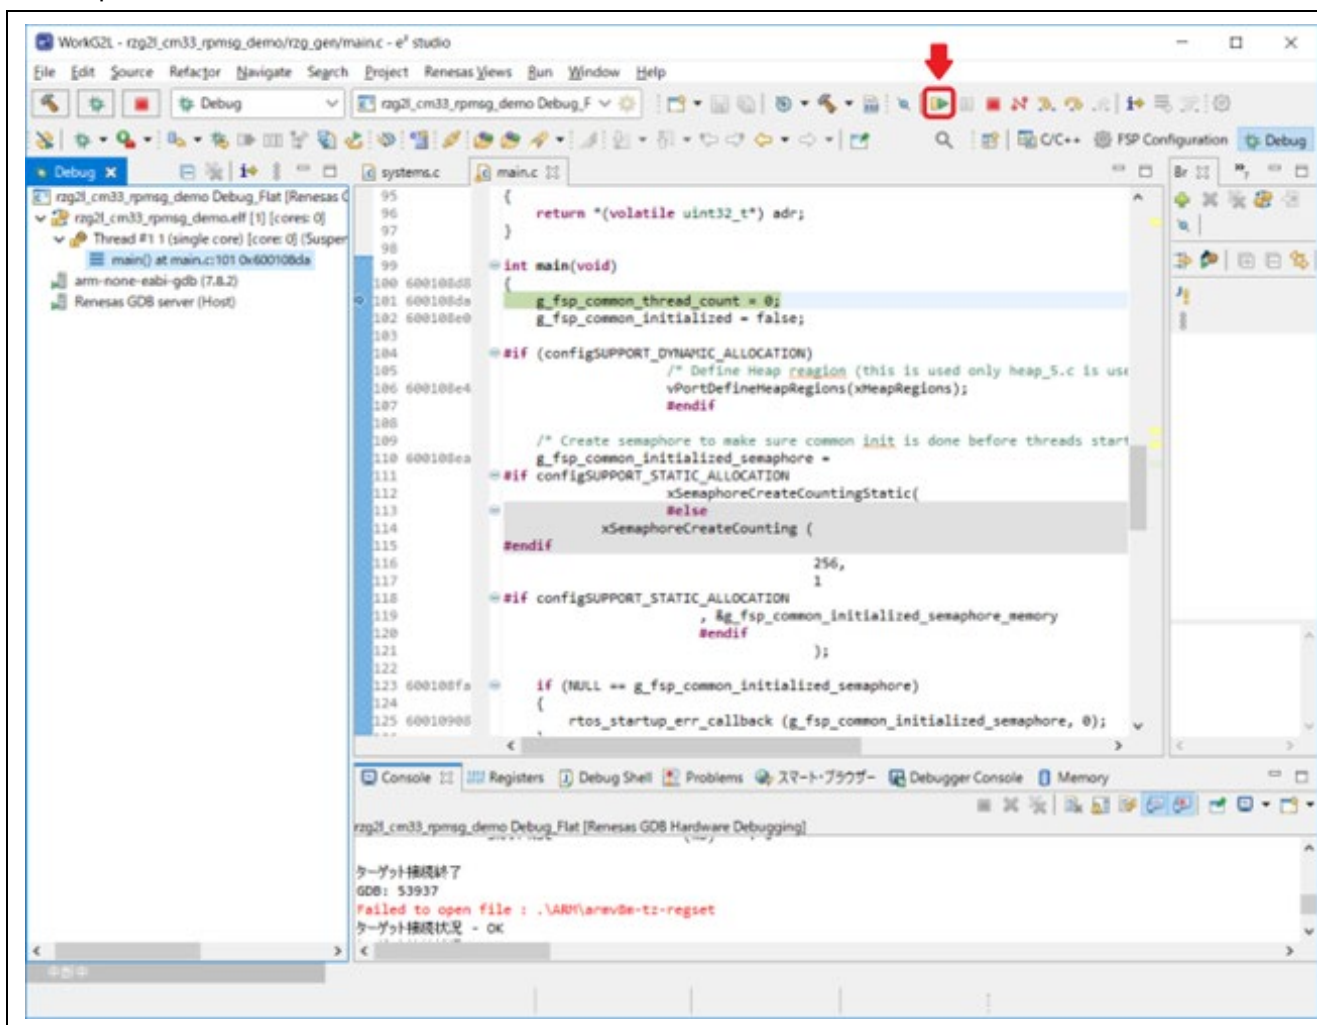 WorkG2L - rzg2l_cm33_rpmsg_demo/rzg_gen/main.c - e² studio
File Edit Source Refactor Navigate Search Project Renesas Views Run Window Help
Debug
rzg2l_cm33_rpmsg_demo Debug_F
C/C++ FSP Configuration Debug
Debug
systems.c
main.c
Br
rzg2l_cm33_rpmsg_demo Debug_Flat [Renesas G
rzg2l_cm33_rpmsg_demo.elf [1] [cores: 0]
Thread #1 1 (single core) [core: 0] (Susper
main() at main.c:101 0x600108da
arm-none-eabi-gdb (7.8.2)
Renesas GDB server (Host)
95 {
96 return *(volatile uint32_t*) adr;
97 }
98
99 int main(void)
100 600108d8 {
101 600108da g_fsp_common_thread_count = 0;
102 600108e0 g_fsp_common_initialized = false;
103
104 #if (configSUPPORT_DYNAMIC_ALLOCATION)
105 /* Define Heap reagion (this is used only heap_5.c is use
106 600108e4 vPortDefineHeapRegions(xHeapRegions);
107 #endif
108
109 /* Create semaphore to make sure common init is done before threads start
110 600108ea g_fsp_common_initialized_semaphore =
111 #if configSUPPORT_STATIC_ALLOCATION
112 xSemaphoreCreateCountingStatic(
113 #else
114 xSemaphoreCreateCounting (
115 #endif
116 256,
117 1
118 #if configSUPPORT_STATIC_ALLOCATION
119 , &g_fsp_common_initialized_semaphore_memory
120 #endif
121 );
122
123 600108fa if (NULL == g_fsp_common_initialized_semaphore)
124 {
125 60010908 rtos_startup_err_callback (g_fsp_common_initialized_semaphore, 0);
Console Registers Debug Shell Problems スマート・ブラウザー Debugger Console Memory
rzg2l_cm33_rpmsg_demo Debug_Flat [Renesas GDB Hardware Debugging]
ターゲット接続終了
GDB: 53937
Failed to open file : .\ARM\armv8m-tz-regset
ターゲット接続状況 - OK